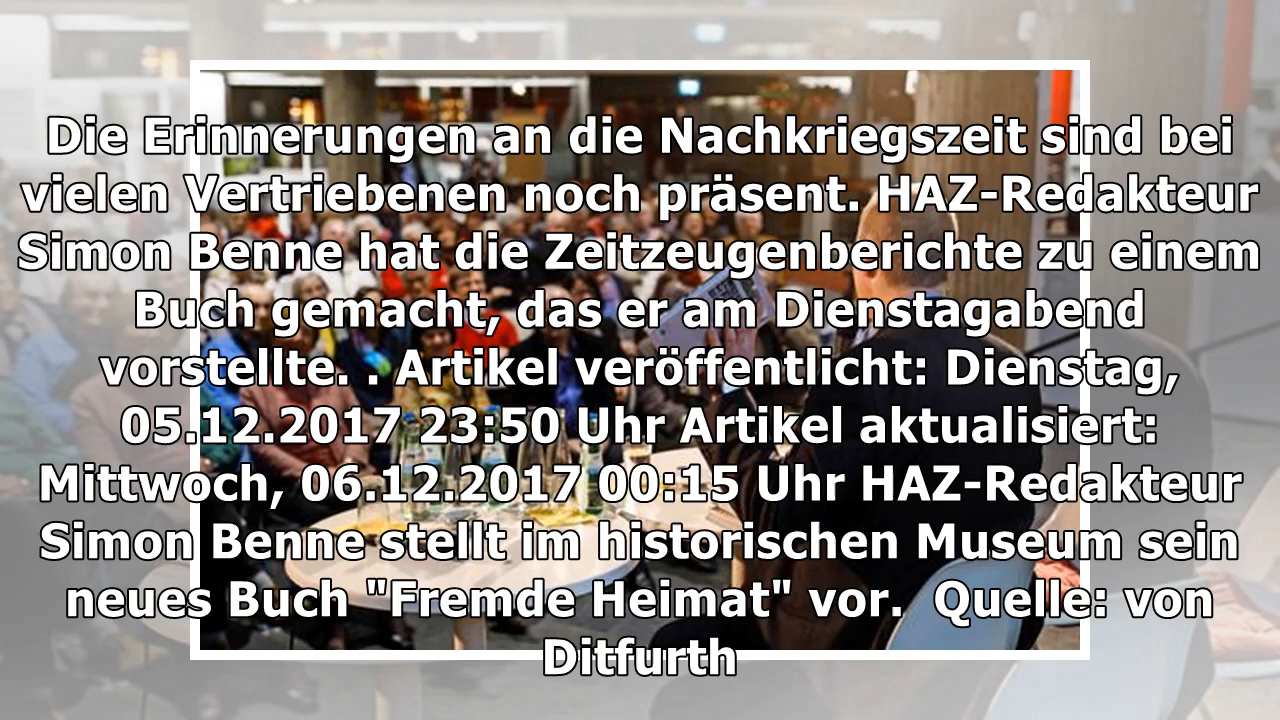 Die Erinnerungen an die Nachkriegszeit sind bei
vielen Vertriebenen noch präsent. HAZ-Redakteur
Simon Benne hat die Zeitzeugenberichte zu einem
Buch gemacht, das er am Dienstagabend
vorstellte. . Artikel veröffentlicht: Dienstag,
05.12.2017 23:50 Uhr Artikel aktualisiert:
Mittwoch, 06.12.2017 00:15 Uhr HAZ-Redakteur
Simon Benne stellt im historischen Museum sein
neues Buch "Fremde Heimat" vor.  Quelle: von
Ditfurth